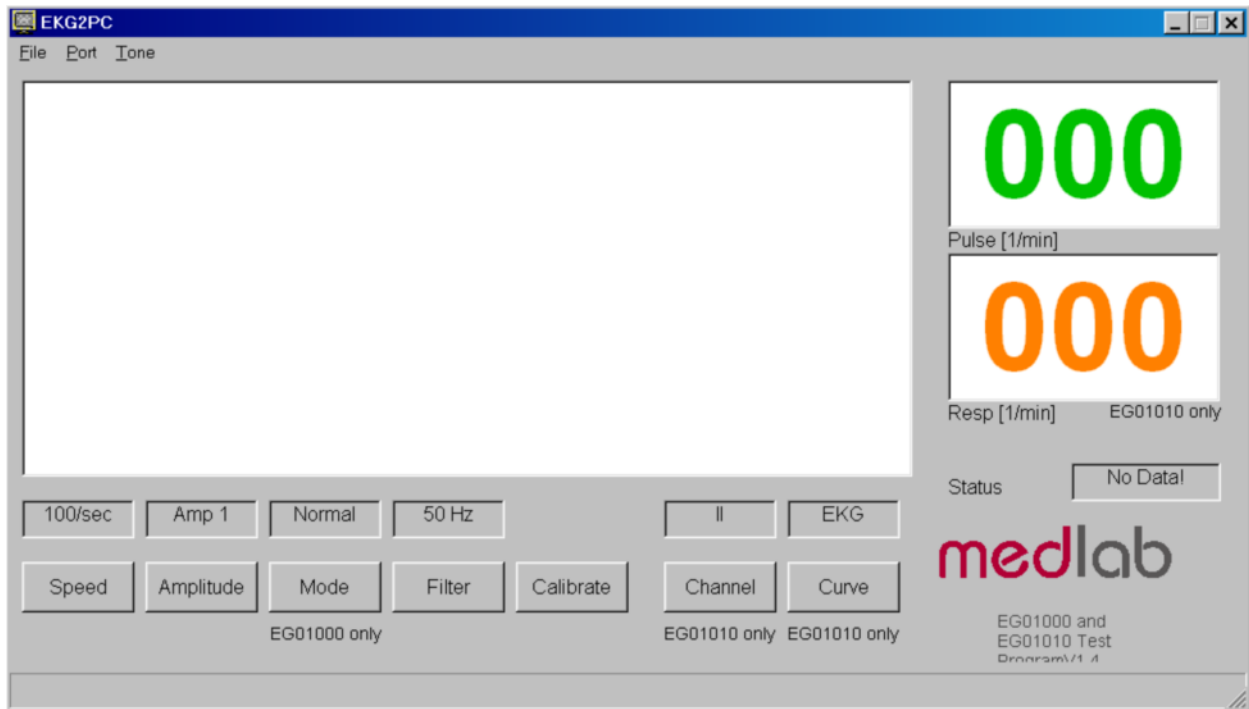 EKG2PC
File Port Tone
000
Pulse [1/min]
000
Resp [1/min] EG01010 only
Status No Data!
100/sec Amp 1 Normal 50 Hz II EKG
Speed Amplitude Mode Filter Calibrate Channel Curve
EG01000 only EG01010 only EG01010 only
medlab
EG01000 and
EG01010 Test
ProgramV1.4